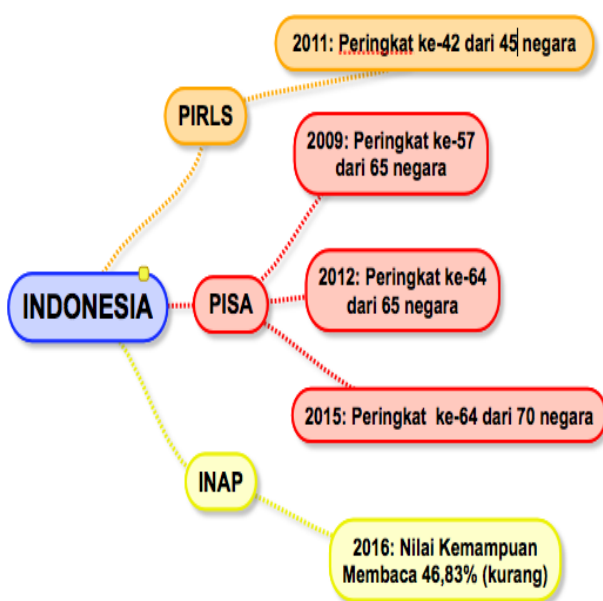 2011: Peringkat ke-42 dari 45 negara
PIRLS
2009: Peringkat ke-57
dari 65 negara
INDONESIA
PISA
2012: Peringkat ke-64
dari 65 negara
2015: Peringkat ke-64 dari 70 negara
INAP
2016: Nilai Kemampuan
Membaca 46,83% (kurang)